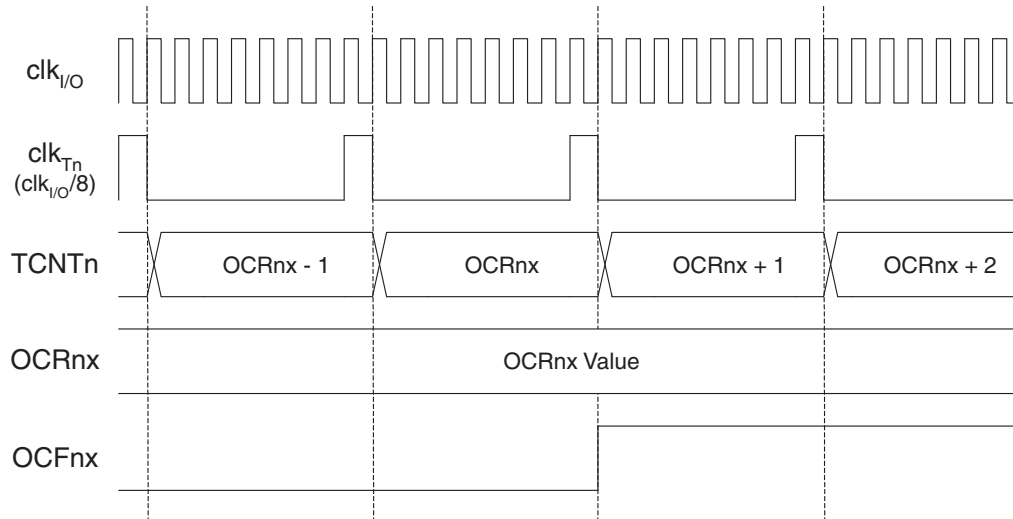 clkI/O
clkTn
(clkI/O/8)
TCNTn
OCRnx - 1 OCRnx OCRnx + 1 OCRnx + 2
OCRnx
OCRnx Value
OCFnx